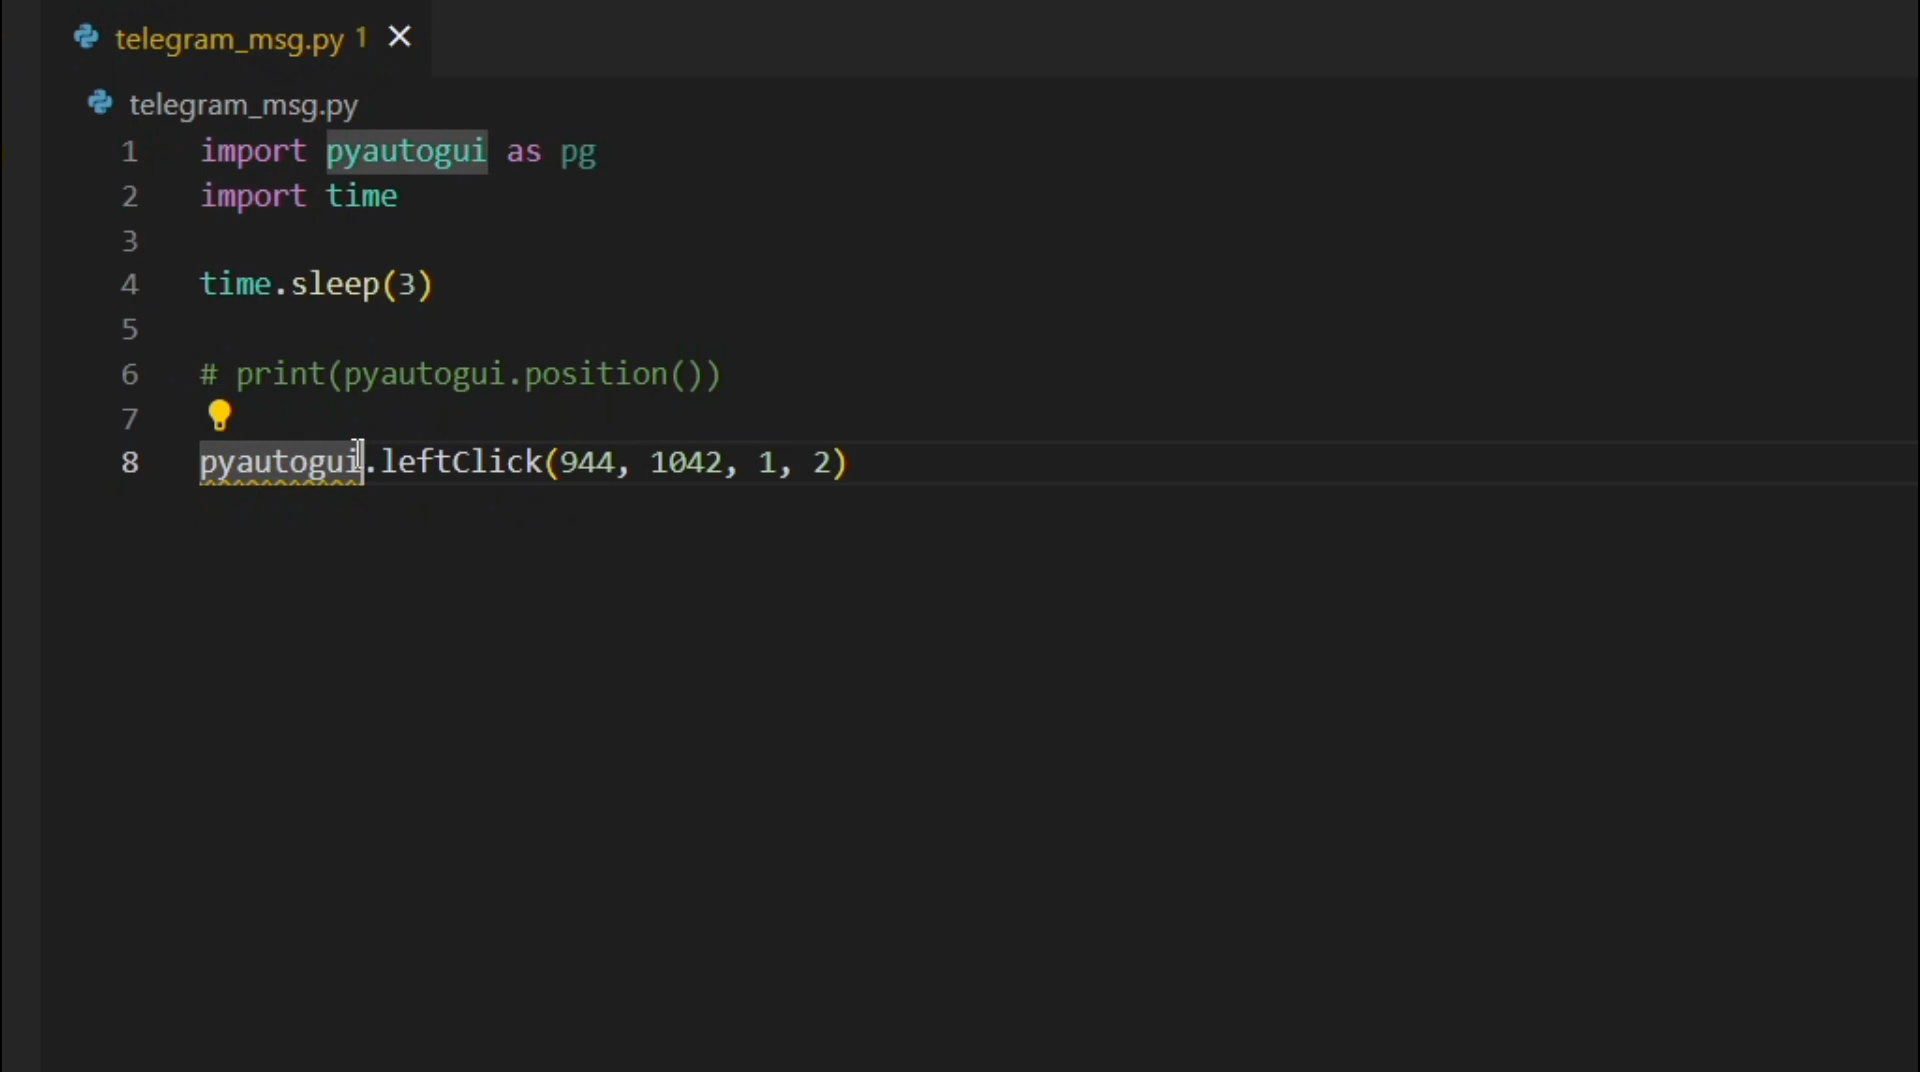 telegram_msg.py 1
telegram_msg.py
1 import pyautogui as pg
2 import time
3
4 time.sleep(3)
5
6 # print(pyautogui.position())
7
8 pyautogui.leftClick(944, 1042, 1, 2)